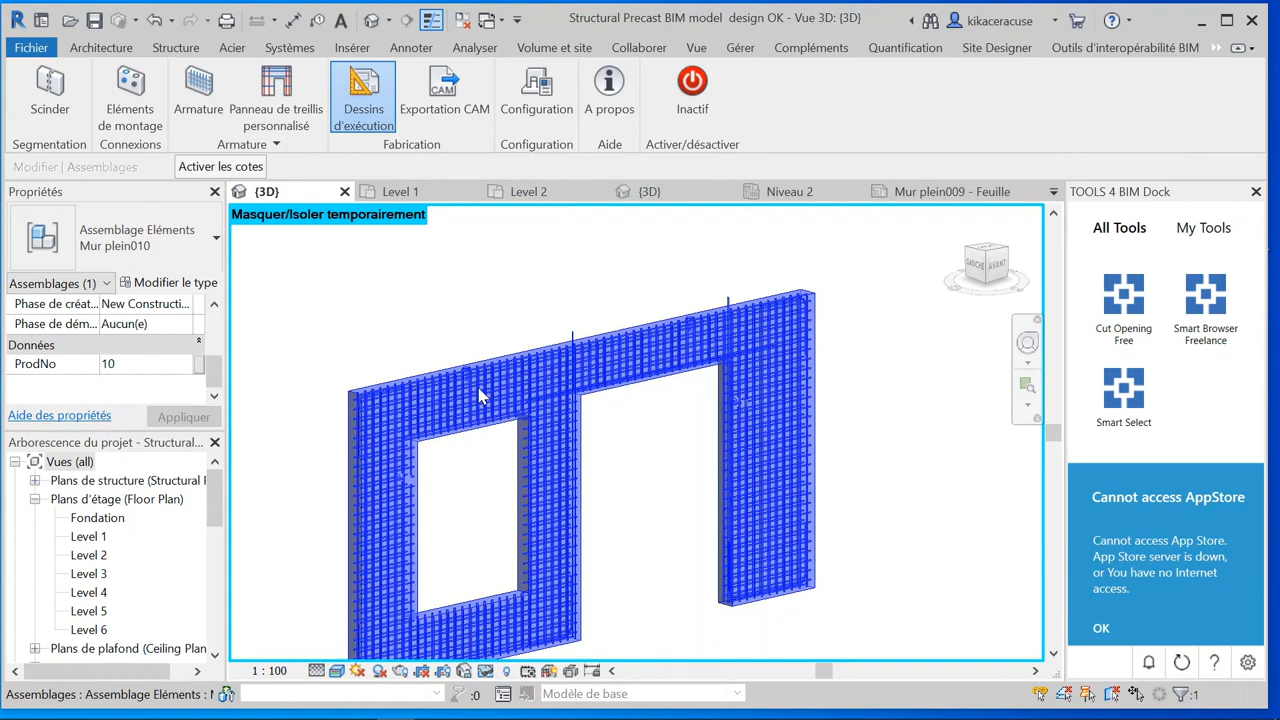 Structural Precast BIM model design OK - Vue 3D: {3D}
kikaceracuse
Fichier Architecture Structure Acier Systèmes Insérer Annoter Analyser Volume et site Collaborer Vue Gérer Compléments Quantification Site Designer Outils d'interopérabilité BIM
Scinder
Eléments de montage
Armature
Panneau de treillis personnalisé
Dessins d'exécution
Exportation CAM
Configuration
A propos
Inactif
Segmentation Connexions Armature Fabrication Configuration Aide Activer/désactiver
Modifier | Assemblages Activer les cotes
Propriétés
{3D} Level 1 Level 2 {3D} Niveau 2 Mur plein009 - Feuille
TOOLS 4 BIM Dock
Masquer/Isoler temporairement
All Tools My Tools
Assemblage Eléments
Mur plein010
Assemblages (1) Modifier le type
Phase de créat... New Constructi...
Phase de dém... Aucun(e)
Données
ProdNo 10
Aide des propriétés Appliquer
GAUCHE AVANT
Cut Opening Free
Smart Browser Freelance
Smart Select
Arborescence du projet - Structural...
Vues (all)
Plans de structure (Structural F
Plans d'étage (Floor Plan)
Fondation
Level 1
Level 2
Level 3
Level 4
Level 5
Level 6
Plans de plafond (Ceiling Plan
Cannot access AppStore
Cannot access App Store.
App Store server is down,
or You have no Internet
access.
OK
1 : 100
Assemblages : Assemblage Eléments : M
:0
Modèle de base
:1